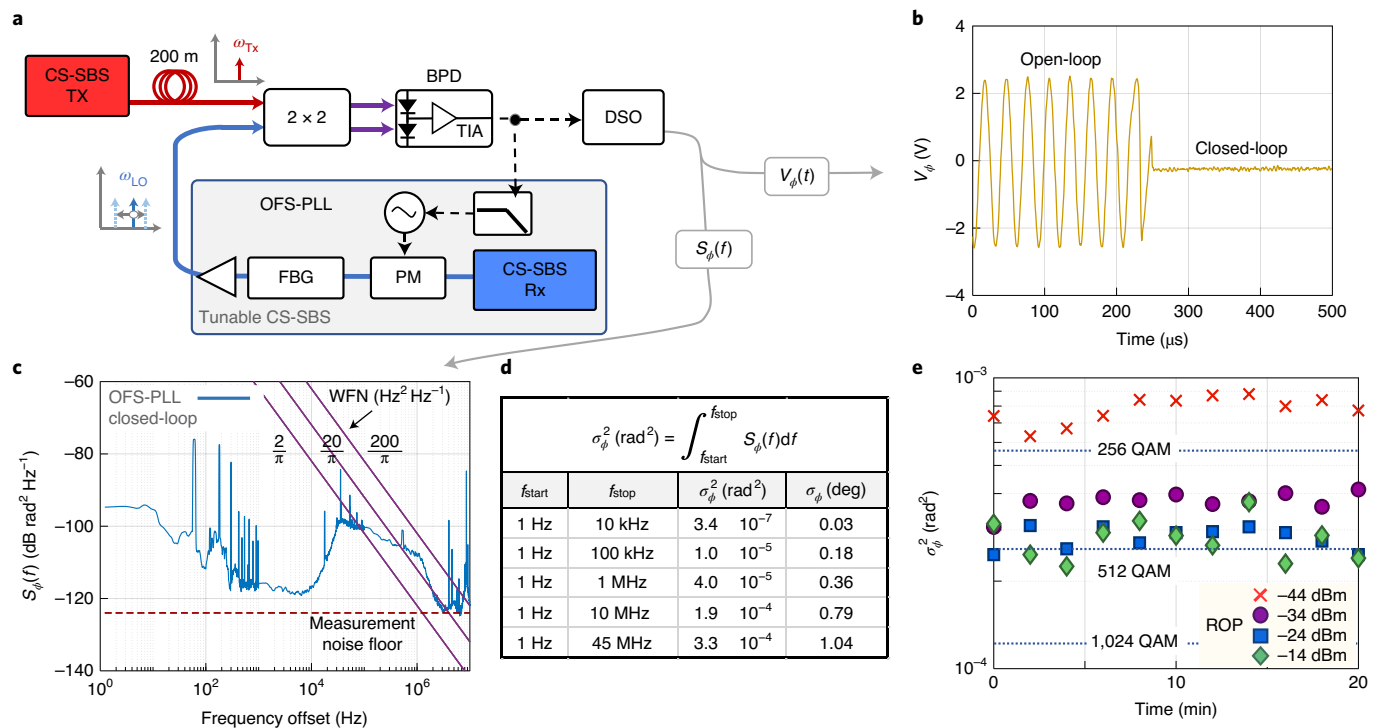 a
CS-SBS
TX
200 m
ωTx
2 × 2
BPD
TIA
DSO
Vϕ(t)
Sϕ(f)
ωLO
OFS-PLL
FBG
PM
CS-SBS
Rx
Tunable CS-SBS
b
Open-loop
Closed-loop
Vϕ (V)
4
2
0
–2
–4
0
100
200
300
400
500
Time (μs)
c
OFS-PLL
closed-loop
WFN (Hz² Hz⁻¹)
2/π
20/π
200/π
Measurement
noise floor
Sϕ(f) (dB rad² Hz⁻¹)
–60
–80
–100
–120
–140
10⁰
10²
10⁴
10⁶
Frequency offset (Hz)
d
σϕ² (rad²) = ∫fstart fstop Sϕ(f)df
fstart fstop σϕ² (rad²) σϕ (deg)
1 Hz 10 kHz 3.4 10⁻⁷ 0.03
1 Hz 100 kHz 1.0 10⁻⁵ 0.18
1 Hz 1 MHz 4.0 10⁻⁵ 0.36
1 Hz 10 MHz 1.9 10⁻⁴ 0.79
1 Hz 45 MHz 3.3 10⁻⁴ 1.04
e
σϕ² (rad²)
10⁻³
10⁻⁴
256 QAM
512 QAM
1,024 QAM
ROP
–44 dBm
–34 dBm
–24 dBm
–14 dBm
0
10
20
Time (min)